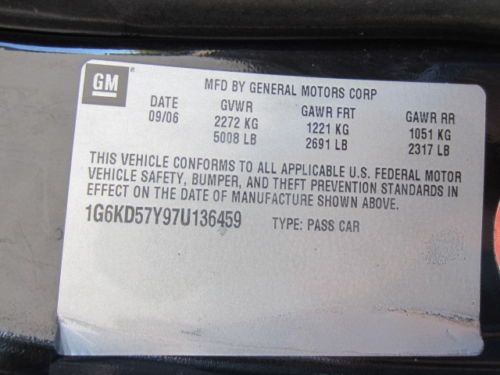 GM
MFD BY GENERAL MOTORS CORP
DATE GVWR GAWR FRT GAWR RR
09/06 2272 KG 1221 KG 1051 KG
5008 LB 2691 LB 2317 LB
THIS VEHICLE CONFORMS TO ALL APPLICABLE U.S. FEDERAL MOTOR
VEHICLE SAFETY, BUMPER, AND THEFT PREVENTION STANDARDS IN
EFFECT ON THE DATE OF MANUFACTURE SHOWN ABOVE.
1G6KD57Y97U136459 TYPE: PASS CAR